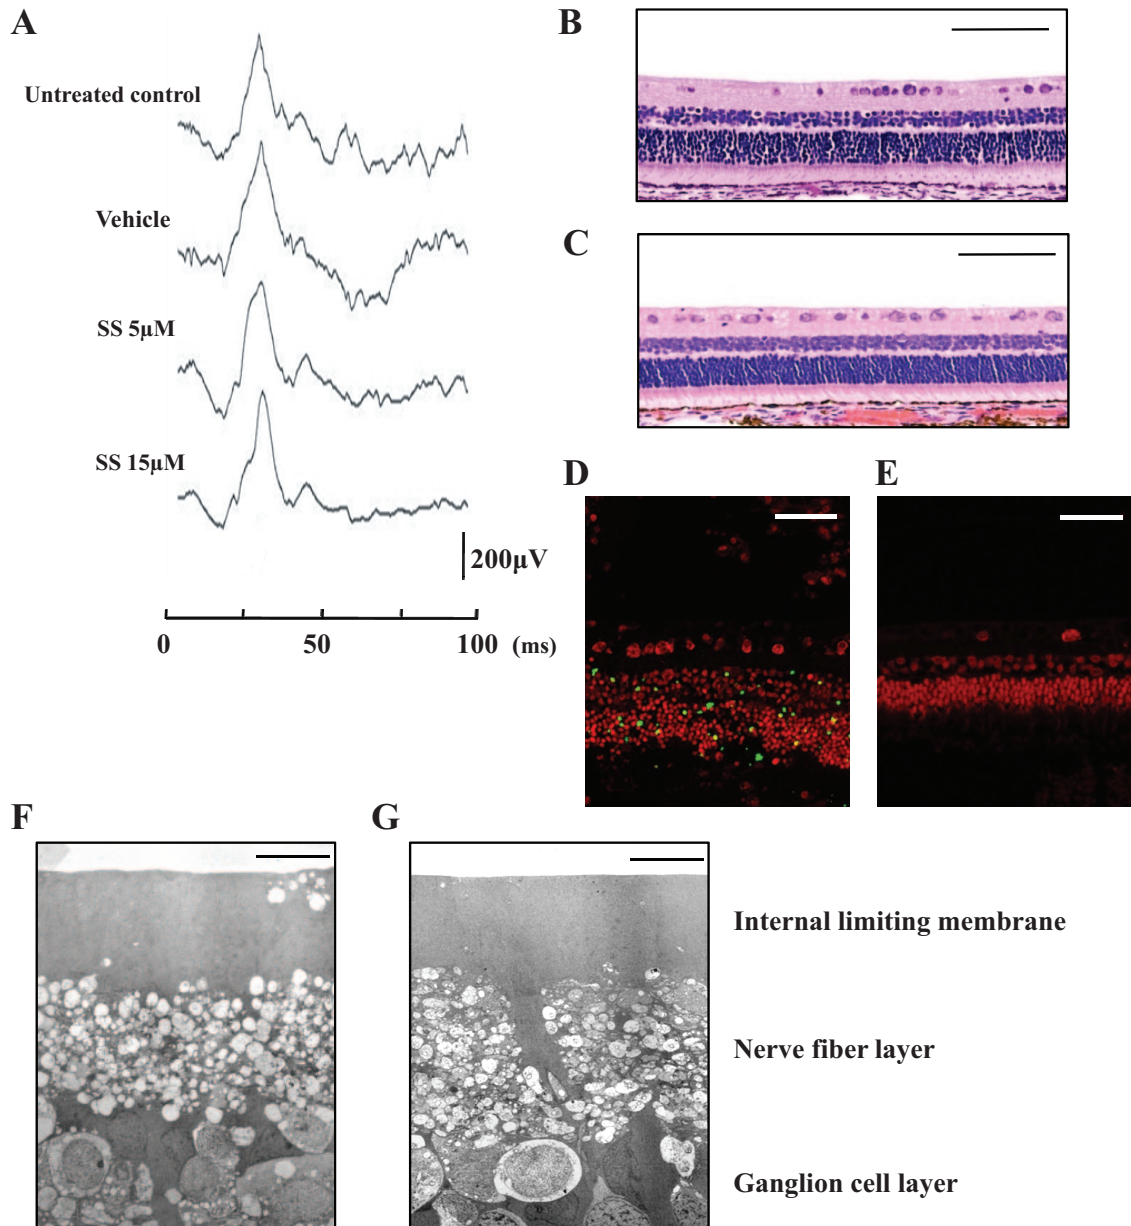 A
B
Untreated control
Vehicle
C
SS 5μM
SS 15μM
D
E
200μV
0
50
100
(ms)
F
G
Internal limiting membrane
Nerve fiber layer
Ganglion cell layer